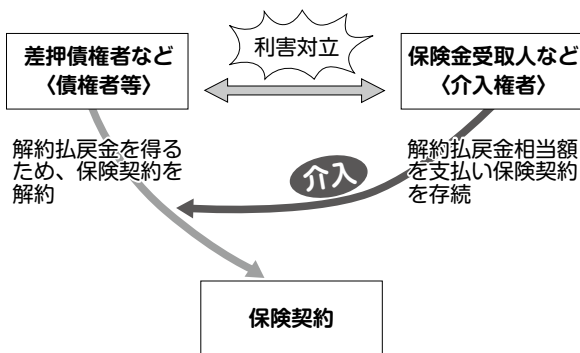 利害対立
差押債権者など
〈債権者等〉
保険金受取人など
〈介入権者〉
解約払戻金を得る
ため、保険契約を
解約
介入
解約払戻金相当額
を支払い保険契約
を存続
保険契約